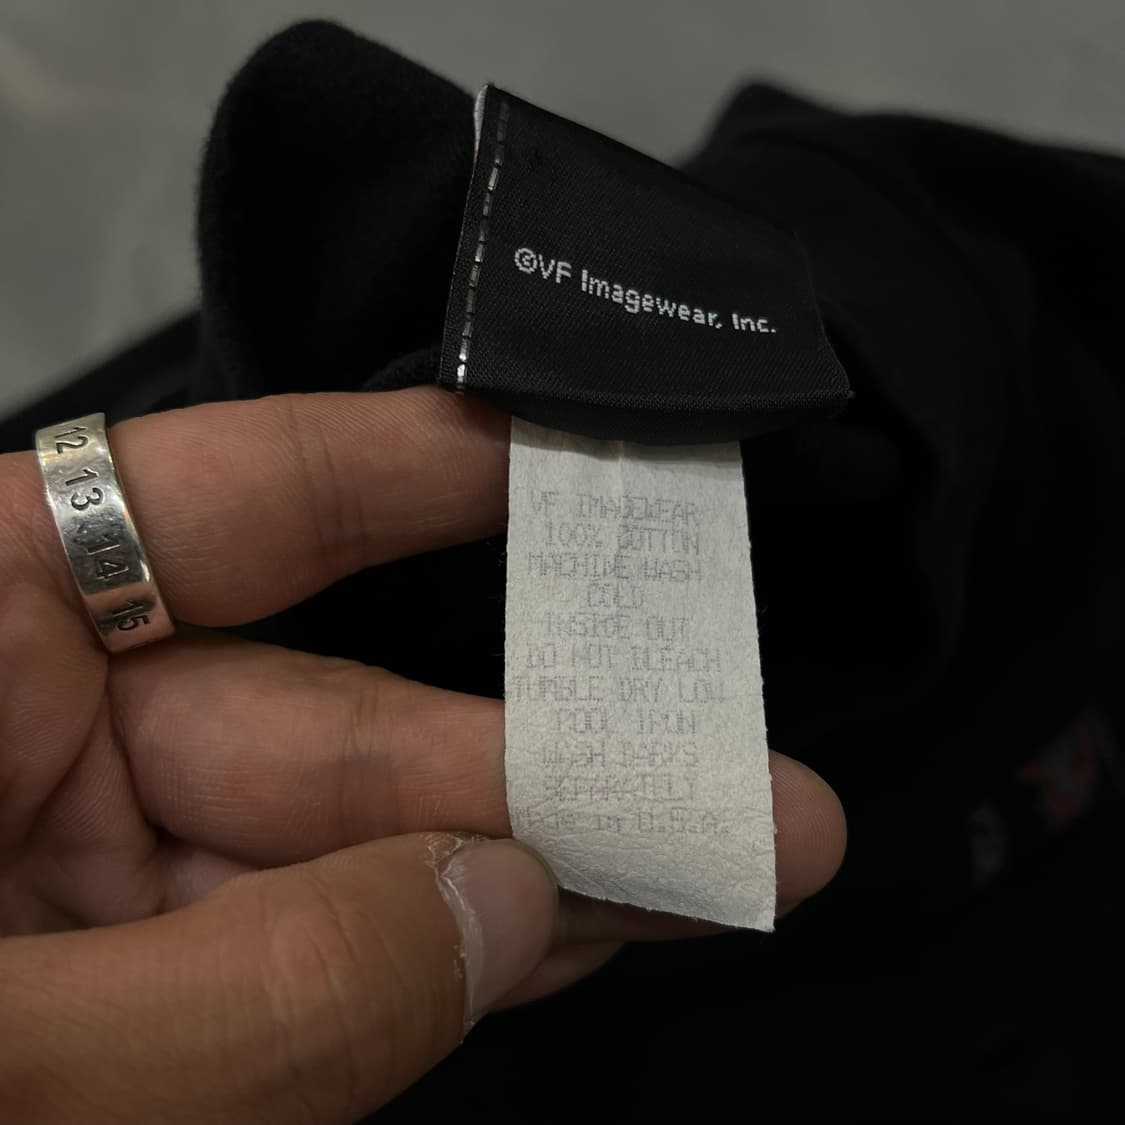 ©VF Imagewear, Inc.
VF IMAGEWEAR
100% COTTON
MACHINE WASH
COLD
INSIDE OUT
DO NOT BLEACH
TUMBLE DRY LOW
COOL IRON
WASH DARKS
SEPARATELY
Made in U.S.A.
12 13 14 15